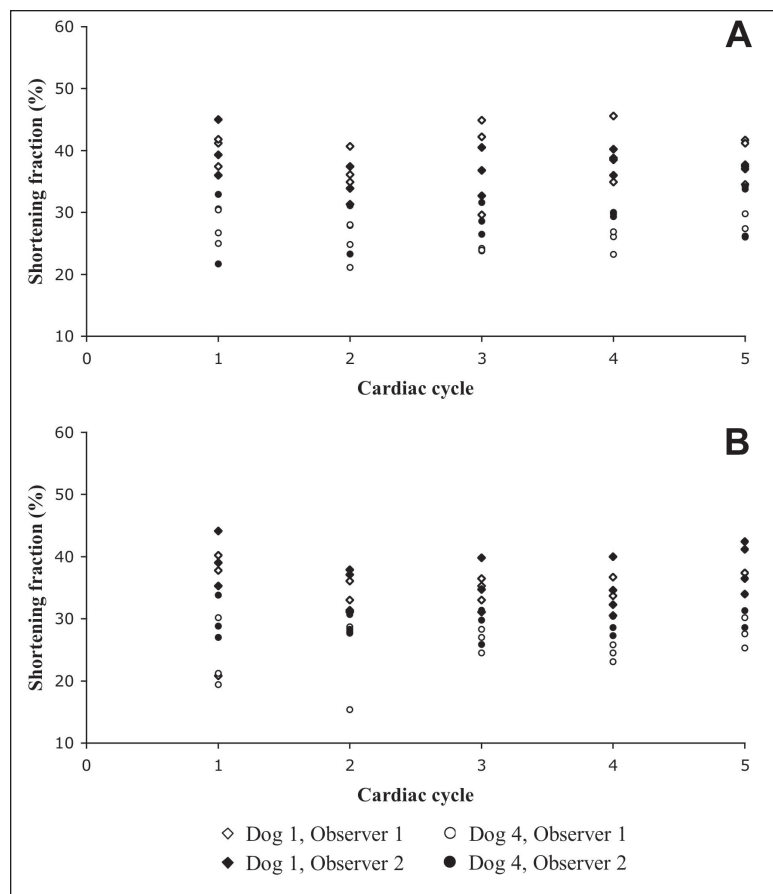 A
60
50
40
30
20
10
Shortening fraction (%)
0 1 2 3 4 5
Cardiac cycle
B
60
50
40
30
20
10
Shortening fraction (%)
0 1 2 3 4 5
Cardiac cycle
Dog 1, Observer 1
Dog 4, Observer 1
Dog 1, Observer 2
Dog 4, Observer 2